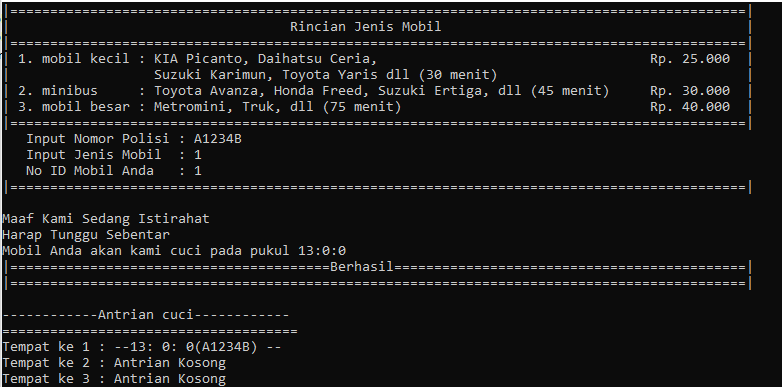 |============================================================================================|
|                                   Rincian Jenis Mobil                                      |
|============================================================================================|
| 1. mobil kecil : KIA Picanto, Daihatsu Ceria,                                  Rp. 25.000  |
|                  Suzuki Karimun, Toyota Yaris dll (30 menit)                               |
| 2. minibus     : Toyota Avanza, Honda Freed, Suzuki Ertiga, dll (45 menit)     Rp. 30.000  |
| 3. mobil besar : Metromini, Truk, dll (75 menit)                               Rp. 40.000  |
|============================================================================================|
   Input Nomor Polisi : A1234B
   Input Jenis Mobil  : 1
   No ID Mobil Anda   : 1
|============================================================================================|
Maaf Kami Sedang Istirahat
Harap Tunggu Sebentar
Mobil Anda akan kami cuci pada pukul 13:0:0
|========================================Berhasil============================================|
|============================================================================================|
------------Antrian cuci------------
=====================================
Tempat ke 1 : --13: 0: 0(A1234B) --
Tempat ke 2 : Antrian Kosong
Tempat ke 3 : Antrian Kosong